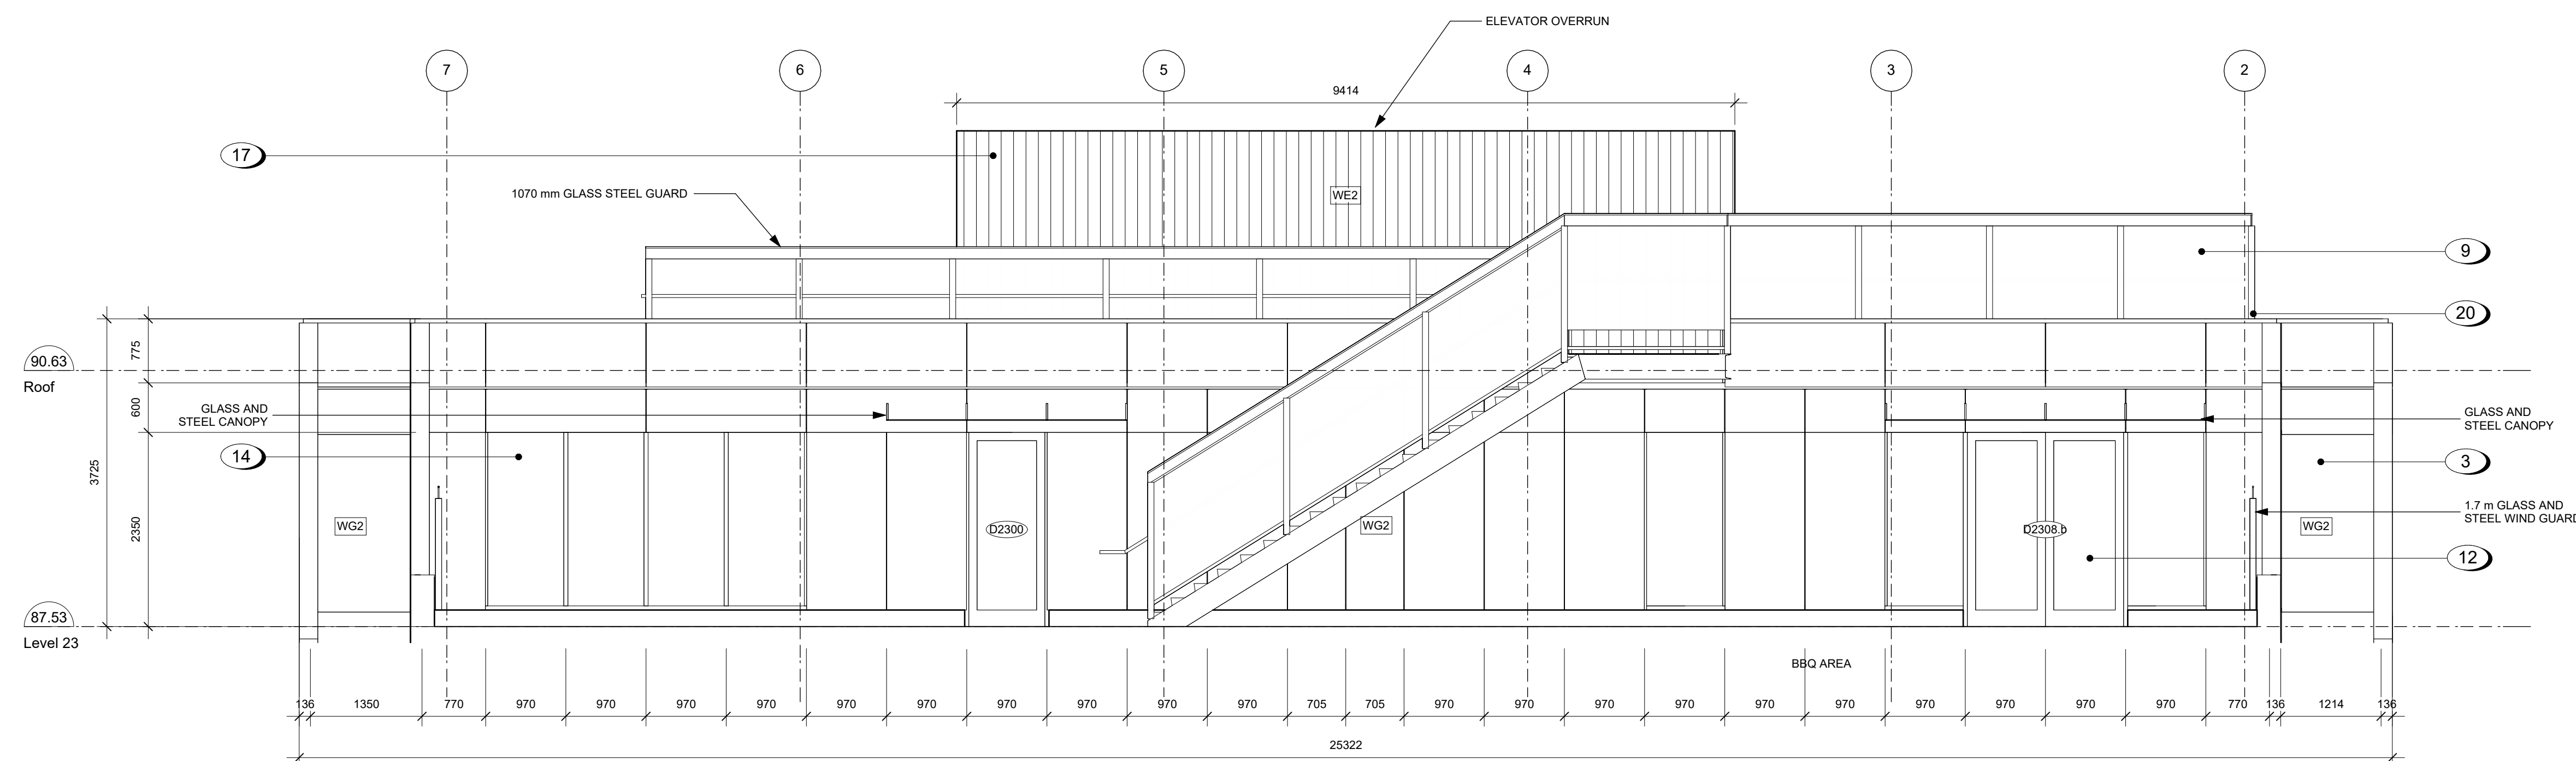 ELEVATOR OVERRUN
7
6
5
4
3
2
9414
17
1070 mm GLASS STEEL GUARD
WE2
9
20
775
90.63
Roof
600
GLASS AND
STEEL CANOPY
GLASS AND
STEEL CANOPY
14
3
3725
2350
WG2
D2300
WG2
D2308.b
WG2
1.7 m GLASS AND
STEEL WIND GUARD
12
87.53
Level 23
BBQ AREA
136 1350 770 970 970 970 970 970 970 970 970 970 970 705 705 970 970 970 970 970 970 970 970 970 970 770 136 1214 136
25322